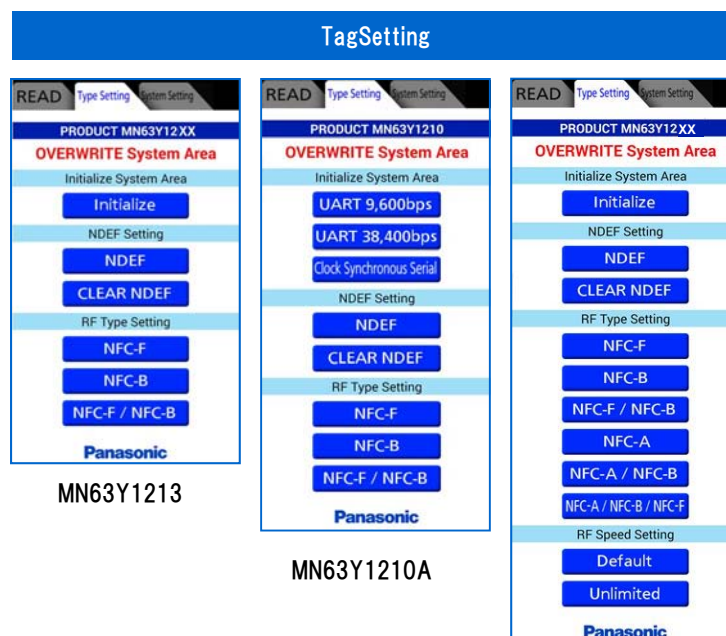 TagSetting
READ Type Setting System Setting
PRODUCT MN63Y12XX
OVERWRITE System Area
Initialize System Area
Initialize
NDEF Setting
NDEF
CLEAR NDEF
RF Type Setting
NFC-F
NFC-B
NFC-F / NFC-B
Panasonic
MN63Y1213
READ Type Setting System Setting
PRODUCT MN63Y1210
OVERWRITE System Area
Initialize System Area
UART 9,600bps
UART 38,400bps
Clock Synchronous Serial
NDEF Setting
NDEF
CLEAR NDEF
RF Type Setting
NFC-F
NFC-B
NFC-F / NFC-B
Panasonic
MN63Y1210A
READ Type Setting System Setting
PRODUCT MN63Y12XX
OVERWRITE System Area
Initialize System Area
Initialize
NDEF Setting
NDEF
CLEAR NDEF
RF Type Setting
NFC-F
NFC-B
NFC-F / NFC-B
NFC-A
NFC-A / NFC-B
NFC-A / NFC-B / NFC-F
RF Speed Setting
Default
Unlimited
Panasonic